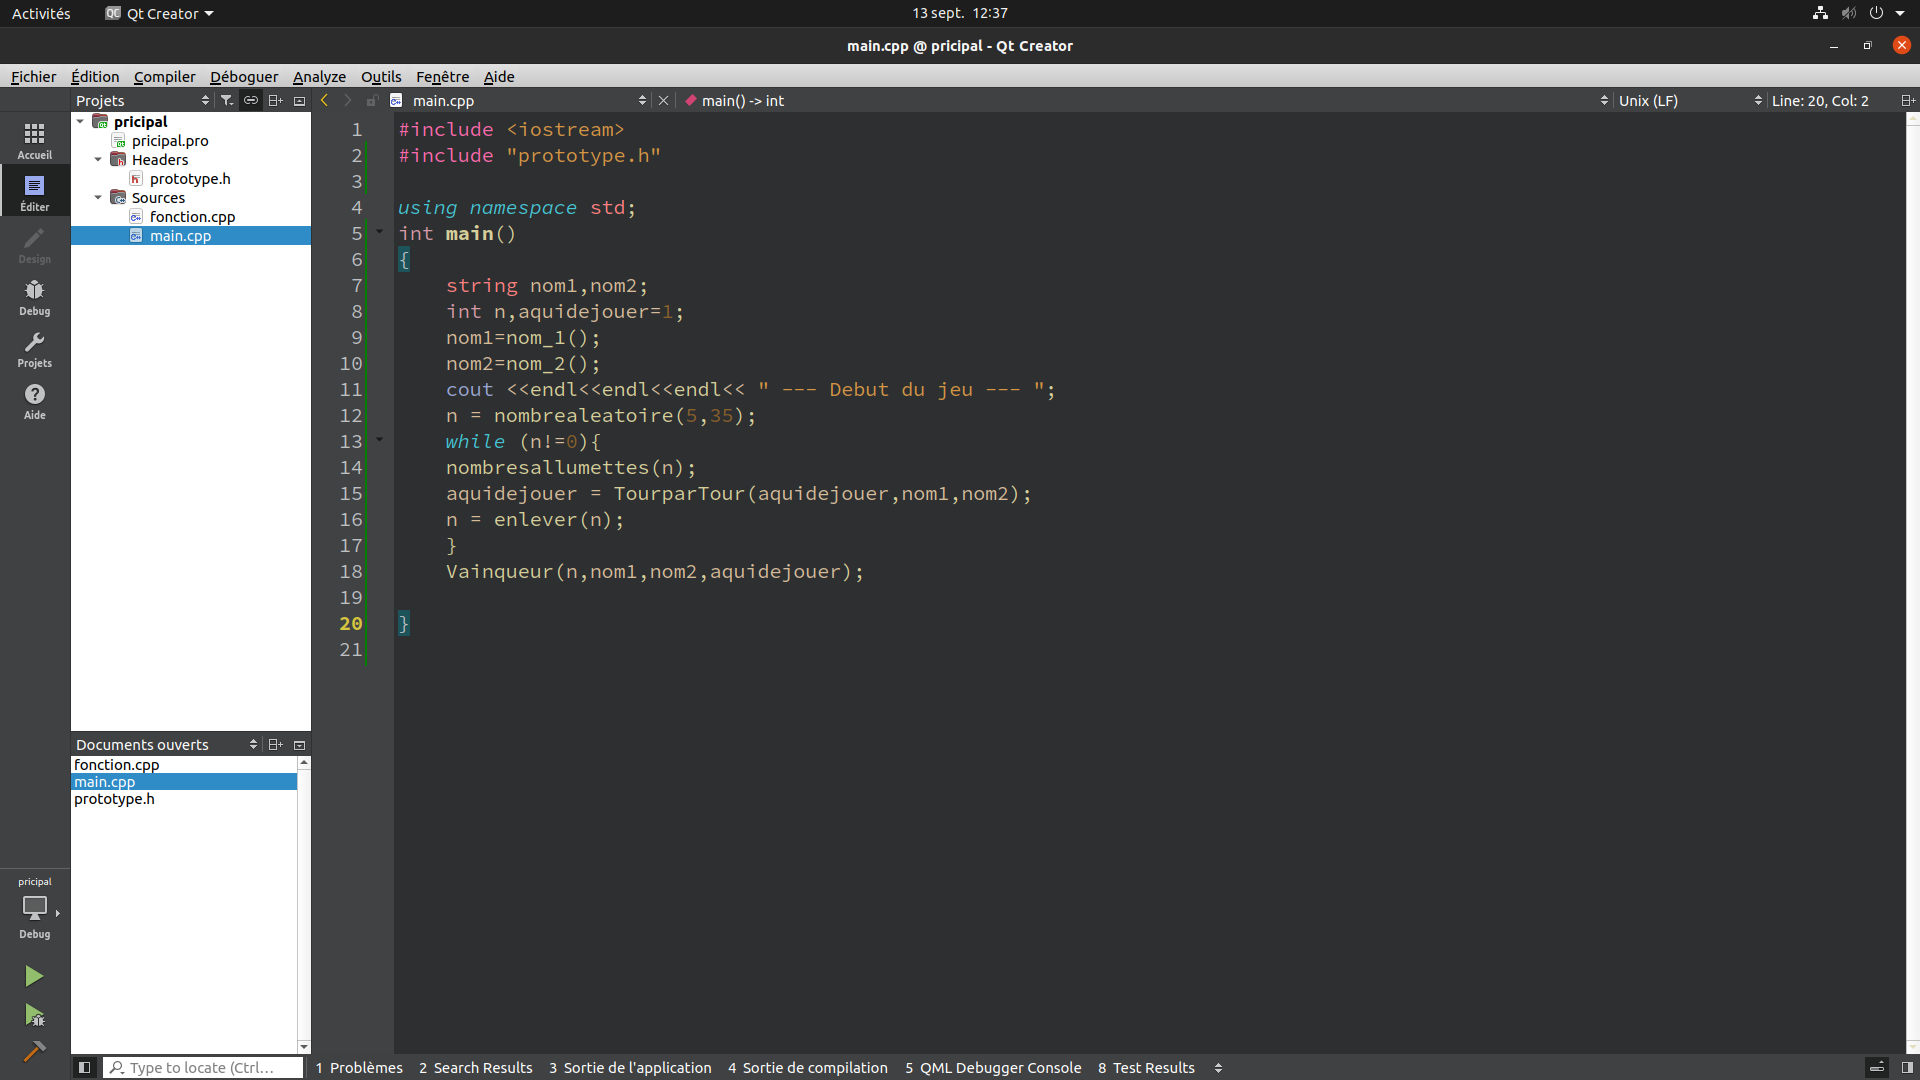 Activités Qt Creator 13 sept. 12:37
main.cpp @ pricipal - Qt Creator
Fichier Édition Compiler Déboguer Analyze Outils Fenêtre Aide
Projets main.cpp main() -> int Unix (LF) Line: 20, Col: 2
pricipal
pricipal.pro
Headers
prototype.h
Sources
fonction.cpp
main.cpp
Accueil
Éditer
Design
Debug
Projets
Aide
1 #include <iostream>
2 #include "prototype.h"
3
4 using namespace std;
5 int main()
6 {
7 string nom1,nom2;
8 int n,aquidejouer=1;
9 nom1=nom_1();
10 nom2=nom_2();
11 cout <<endl<<endl<<endl<< " --- Debut du jeu --- ";
12 n = nombrealeatoire(5,35);
13 while (n!=0){
14 nombresallumettes(n);
15 aquidejouer = TourparTour(aquidejouer,nom1,nom2);
16 n = enlever(n);
17 }
18 Vainqueur(n,nom1,nom2,aquidejouer);
19
20 }
21
Documents ouverts
fonction.cpp
main.cpp
prototype.h
pricipal
Debug
Type to locate (Ctrl... 1 Problèmes 2 Search Results 3 Sortie de l'application 4 Sortie de compilation 5 QML Debugger Console 8 Test Results